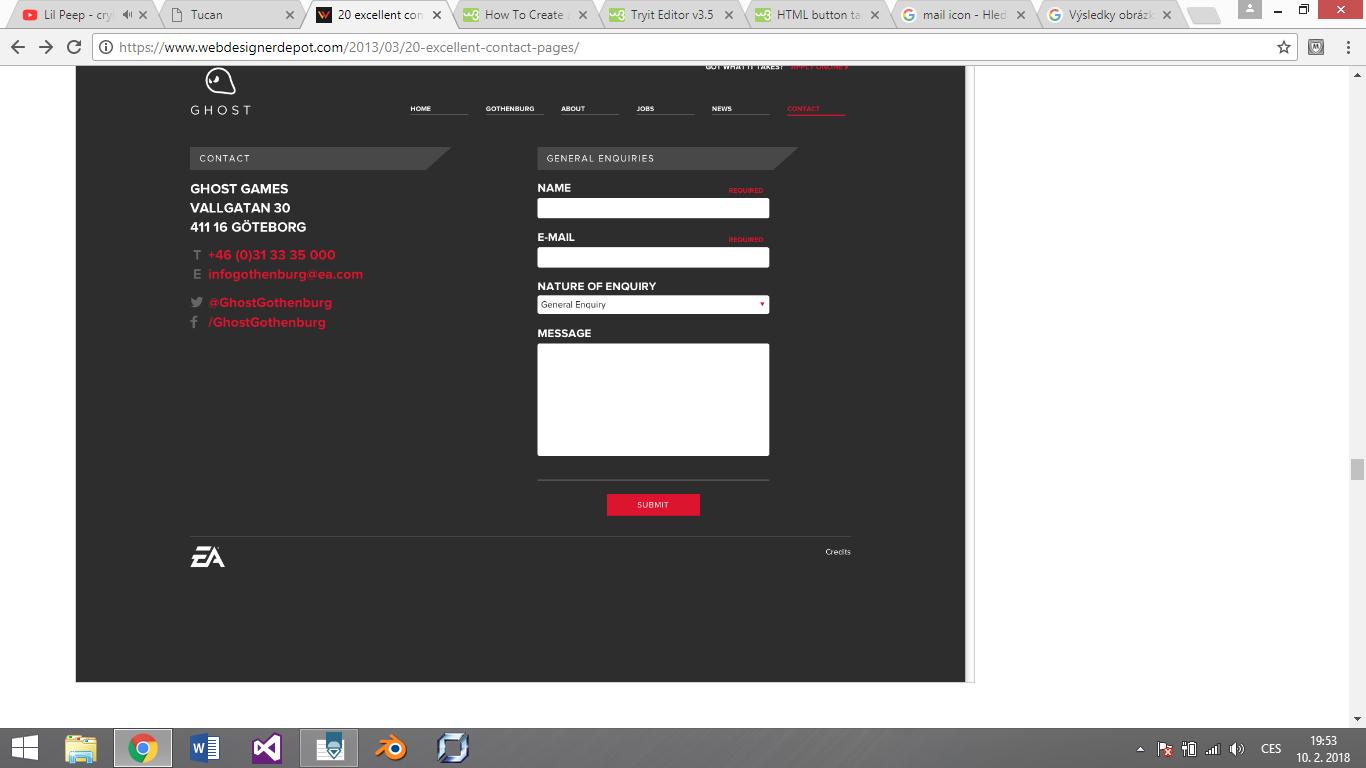 Lil Peep - cry
Tucan
20 excellent con
How To Create
Tryit Editor v3.5
HTML button ta
mail icon - Hled
Výsledky obrázk
https://www.webdesignerdepot.com/2013/03/20-excellent-contact-pages/
GOT WHAT IT TAKES? APPLY ONLINE
GHOST
HOME
GOTHENBURG
ABOUT
JOBS
NEWS
CONTACT
CONTACT
GHOST GAMES
VALLGATAN 30
411 16 GÖTEBORG
T +46 (0)31 33 35 000
E infogothenburg@ea.com
@GhostGothenburg
/GhostGothenburg
GENERAL ENQUIRIES
NAME REQUIRED
E-MAIL REQUIRED
NATURE OF ENQUIRY
General Enquiry
MESSAGE
SUBMIT
EA
Credits
CES
19:53
10. 2. 2018